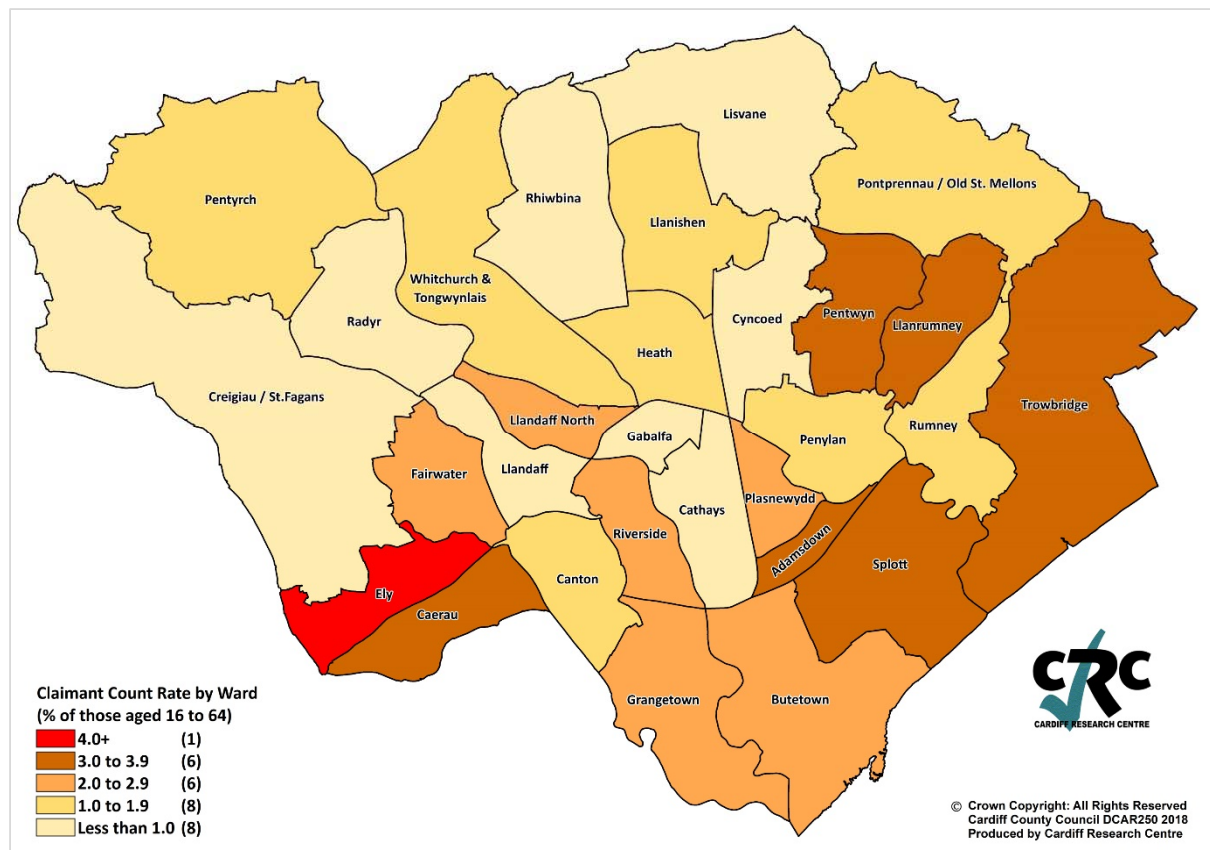 Lisvane
Pontprennau / Old St. Mellons
Pentyrch
Rhiwbina
Llanishen
Whitchurch &
Tongwynlais
Radyr
Cyncoed
Pentwyn
Llanrumney
Heath
Creigiau / St.Fagans
Trowbridge
Llandaff North
Gabalfa
Penylan
Rumney
Fairwater
Llandaff
Plasnewydd
Cathays
Riverside
Adamsdown
Splott
Canton
Ely
Caerau
Grangetown
Butetown
Claimant Count Rate by Ward
(% of those aged 16 to 64)
4.0+ (1)
3.0 to 3.9 (6)
2.0 to 2.9 (6)
1.0 to 1.9 (8)
Less than 1.0 (8)
CRC
CARDIFF RESEARCH CENTRE
© Crown Copyright: All Rights Reserved
Cardiff County Council DCAR250 2018
Produced by Cardiff Research Centre